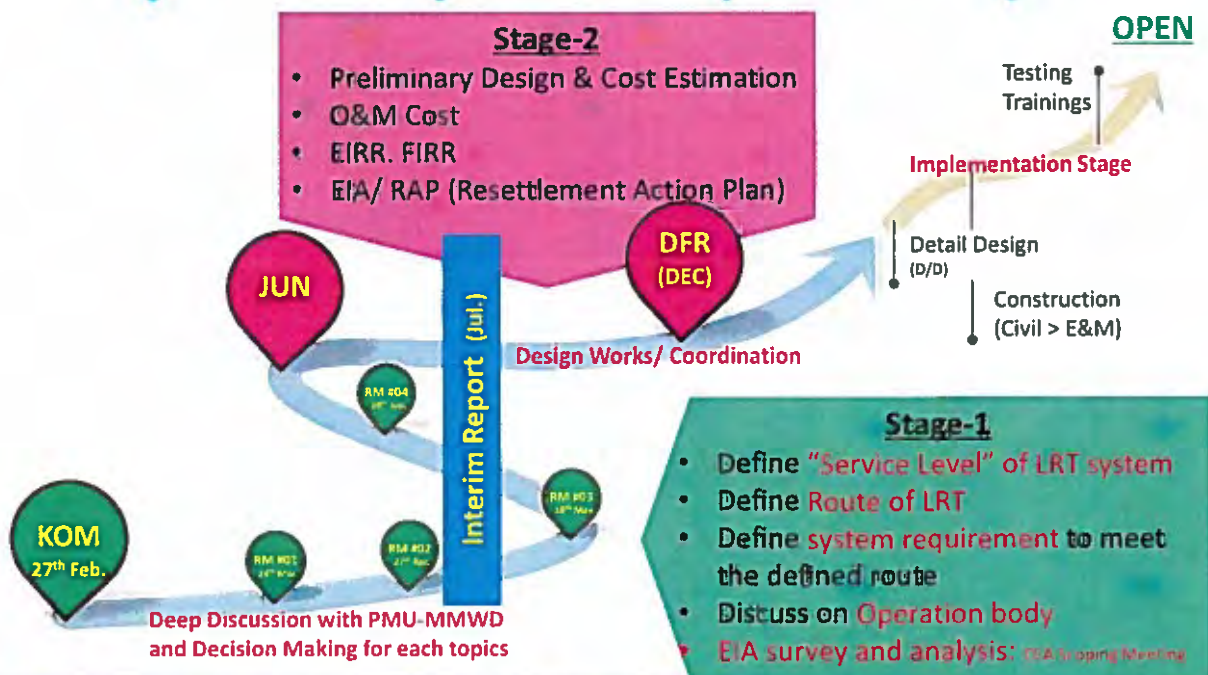 OPEN
Stage-2
• Preliminary Design & Cost Estimation
• O&M Cost
• EIRR. FIRR
• EIA/ RAP (Resettlement Action Plan)
Testing
Trainings
Implementation Stage
Detail Design
(D/D)
Construction
(Civil > E&M)
JUN
DFR
(DEC)
Interim Report (Jul.)
Design Works/ Coordination
RM #04
RM #03
RM #02
RM #01
KOM
27th Feb.
Deep Discussion with PMU-MMWD
and Decision Making for each topics
Stage-1
• Define "Service Level" of LRT system
• Define Route of LRT
• Define system requirement to meet
the defined route
• Discuss on Operation body
• EIA survey and analysis: Scoping Meeting